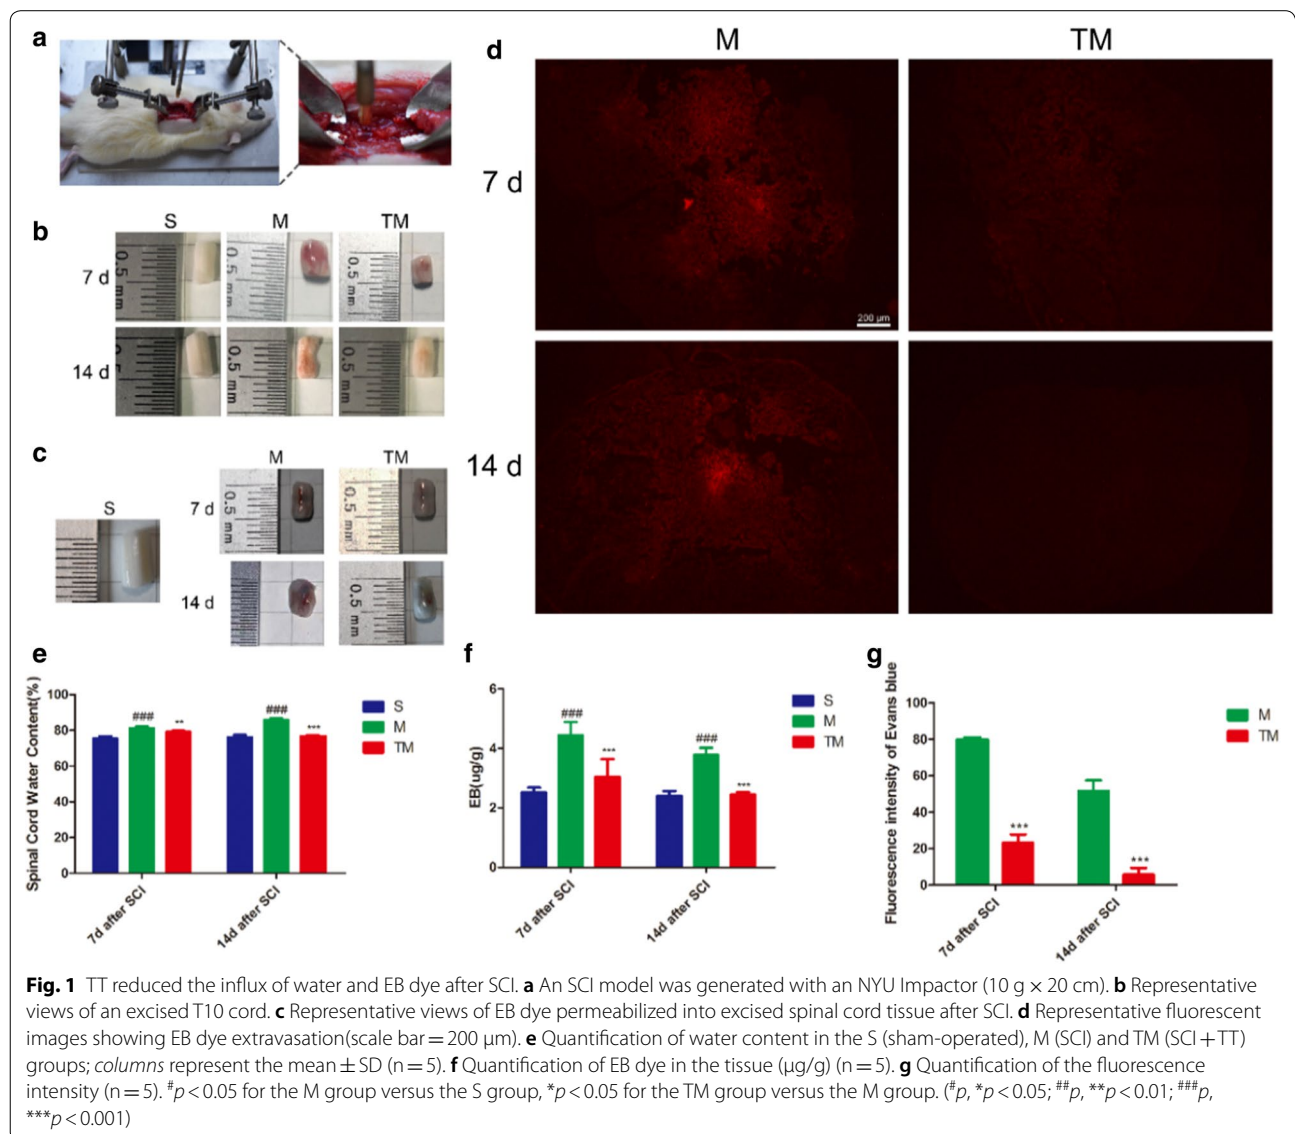 a
d
M
TM
7 d
200 µm
14 d
b
S
M
TM
7 d
0.5 mm
0.5 mm
0.5 mm
14 d
0.5 mm
0.5 mm
0.5 mm
c
M
TM
S
7 d
0.5 mm
0.5 mm
14 d
0.5 mm
e
Spinal Cord Water Content(%)
100
80
60
40
20
0
###
**
###
***
7d after SCI
14d after SCI
S
M
TM
f
EB(ug/g)
6
4
2
0
###
***
###
***
7d after SCI
14d after SCI
S
M
TM
g
Fluorescence intensity of Evans blue
100
80
60
40
20
0
***
***
7d after SCI
14d after SCI
M
TM
Fig. 1 TT reduced the influx of water and EB dye after SCI. a An SCI model was generated with an NYU Impactor (10 g × 20 cm). b Representative
views of an excised T10 cord. c Representative views of EB dye permeabilized into excised spinal cord tissue after SCI. d Representative fluorescent
images showing EB dye extravasation(scale bar = 200 µm). e Quantification of water content in the S (sham-operated), M (SCI) and TM (SCI + TT)
groups; columns represent the mean ± SD (n = 5). f Quantification of EB dye in the tissue (µg/g) (n = 5). g Quantification of the fluorescence
intensity (n = 5). #p < 0.05 for the M group versus the S group, *p < 0.05 for the TM group versus the M group. (#p, *p < 0.05; ##p, **p < 0.01; ###p,
***p < 0.001)